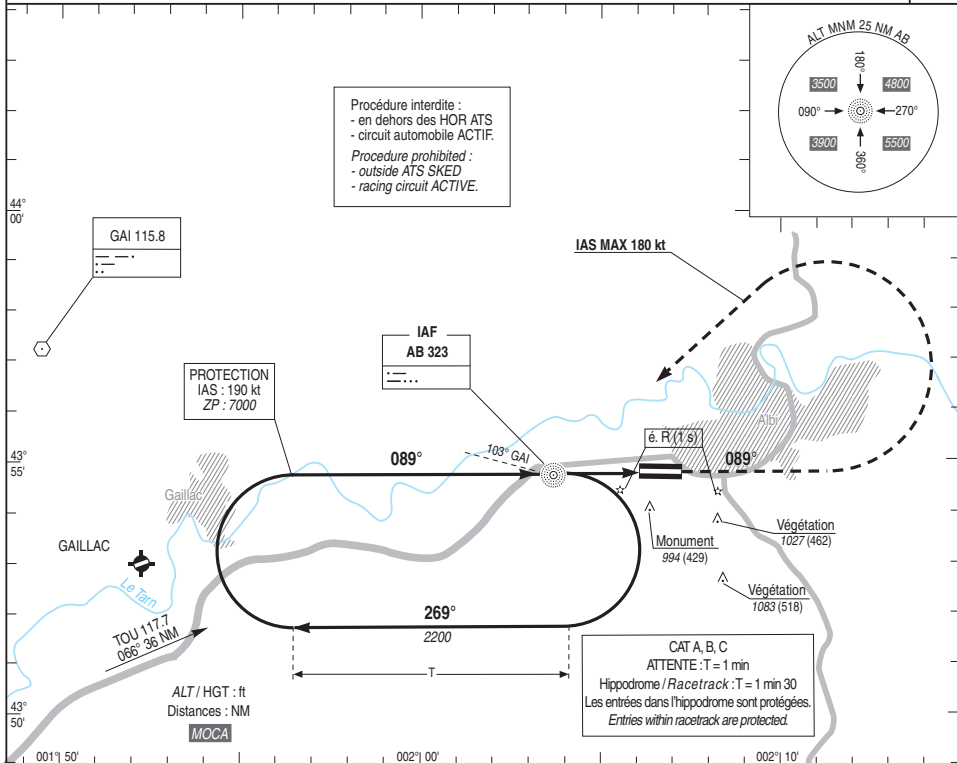 ALT MNM 25 NM AB
180°
3500
4800
090°
270°
3900
5500
360°
Procédure interdite :
- en dehors des HOR ATS
- circuit automobile ACTIF.
Procedure prohibited :
- outside ATS SKED
- racing circuit ACTIVE.
44°
00'
GAI 115.8
IAS MAX 180 kt
IAF
AB 323
PROTECTION
IAS : 190 kt
ZP : 7000
43°
55'
103° GAI
089°
é. R (1 s)
089°
Albi
Gaillac
GAILLAC
Monument
994 (429)
Végétation
1027 (462)
Végétation
1083 (518)
Le Tarn
TOU 117.7
066° 36 NM
269°
2200
T
CAT A, B, C
ATTENTE : T = 1 min
Hippodrome / Racetrack : T = 1 min 30
Les entrées dans l'hippodrome sont protégées.
Entries within racetrack are protected.
ALT / HGT : ft
Distances : NM
MOCA
43°
50'
001° 50'
002° 00'
002° 10'